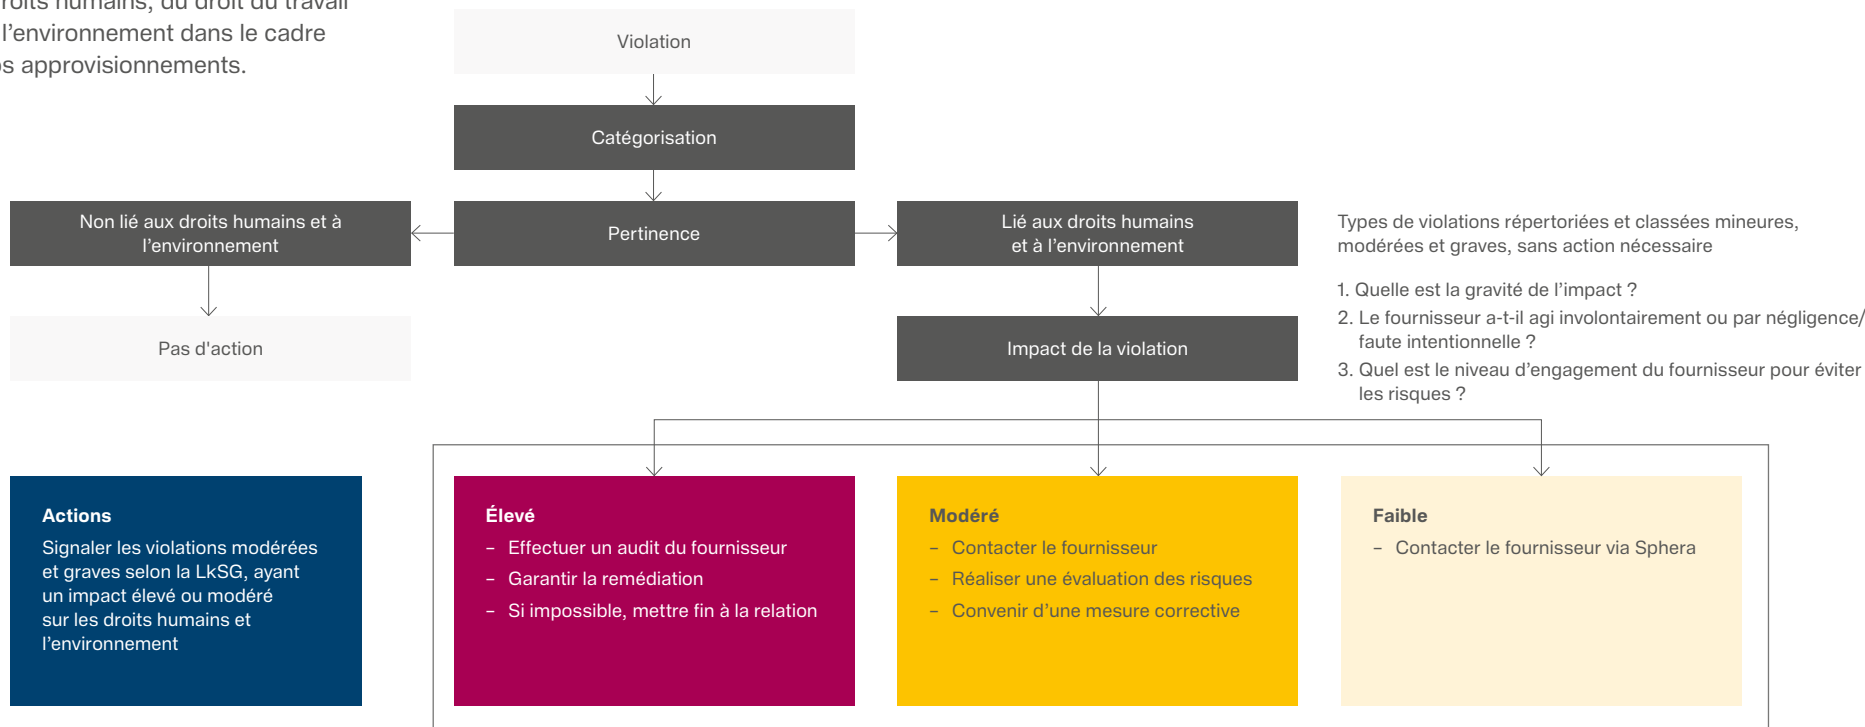 droits humains, du droit du travail
l’environnement dans le cadre
approvisionnements.
Violation
Catégorisation
Non lié aux droits humains et à
l’environnement
Pertinence
Lié aux droits humains
et à l’environnement
Types de violations répertoriées et classées mineures,
modérées et graves, sans action nécessaire
1. Quelle est la gravité de l’impact ?
2. Le fournisseur a-t-il agi involontairement ou par négligence/
faute intentionnelle ?
3. Quel est le niveau d’engagement du fournisseur pour éviter
les risques ?
Pas d'action
Impact de la violation
Actions
Signaler les violations modérées
et graves selon la LkSG, ayant
un impact élevé ou modéré
sur les droits humains et
l’environnement
Élevé
– Effectuer un audit du fournisseur
– Garantir la remédiation
– Si impossible, mettre fin à la relation
Modéré
– Contacter le fournisseur
– Réaliser une évaluation des risques
– Convenir d’une mesure corrective
Faible
– Contacter le fournisseur via Sphera